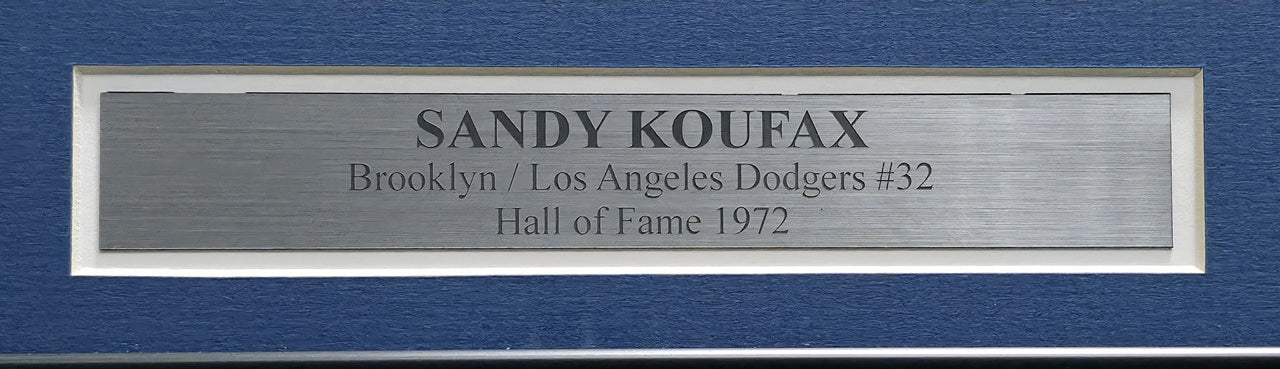 SANDY KOUFAX
Brooklyn / Los Angeles Dodgers #32
Hall of Fame 1972